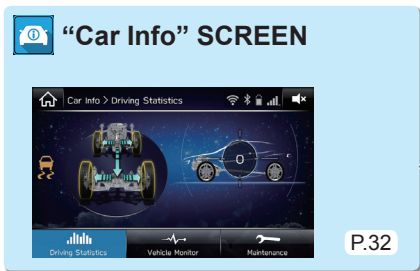 “Car Info” SCREEN
Car Info > Driving Statistics
0
Driving Statistics
Vehicle Monitor
Maintenance
P.32